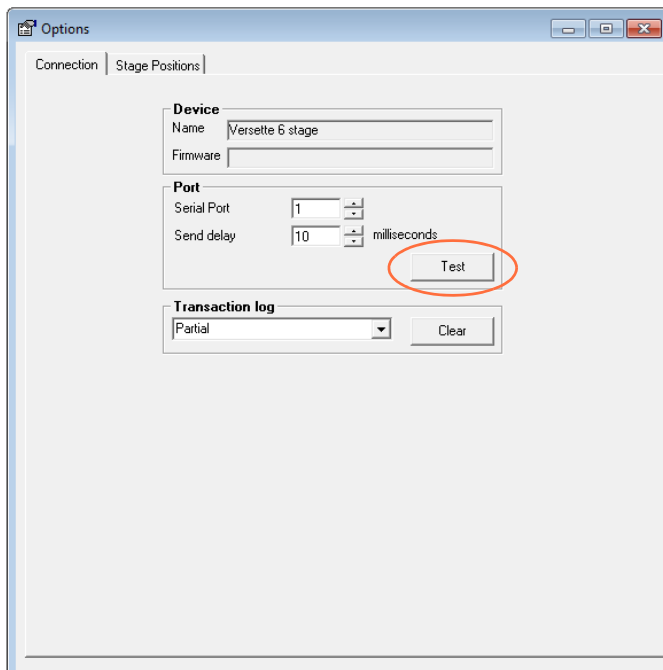 Options
Connection Stage Positions
Device
Name Versette 6 stage
Firmware
Port
Serial Port 1
Send delay 10 milliseconds
Test
Transaction log
Partial Clear